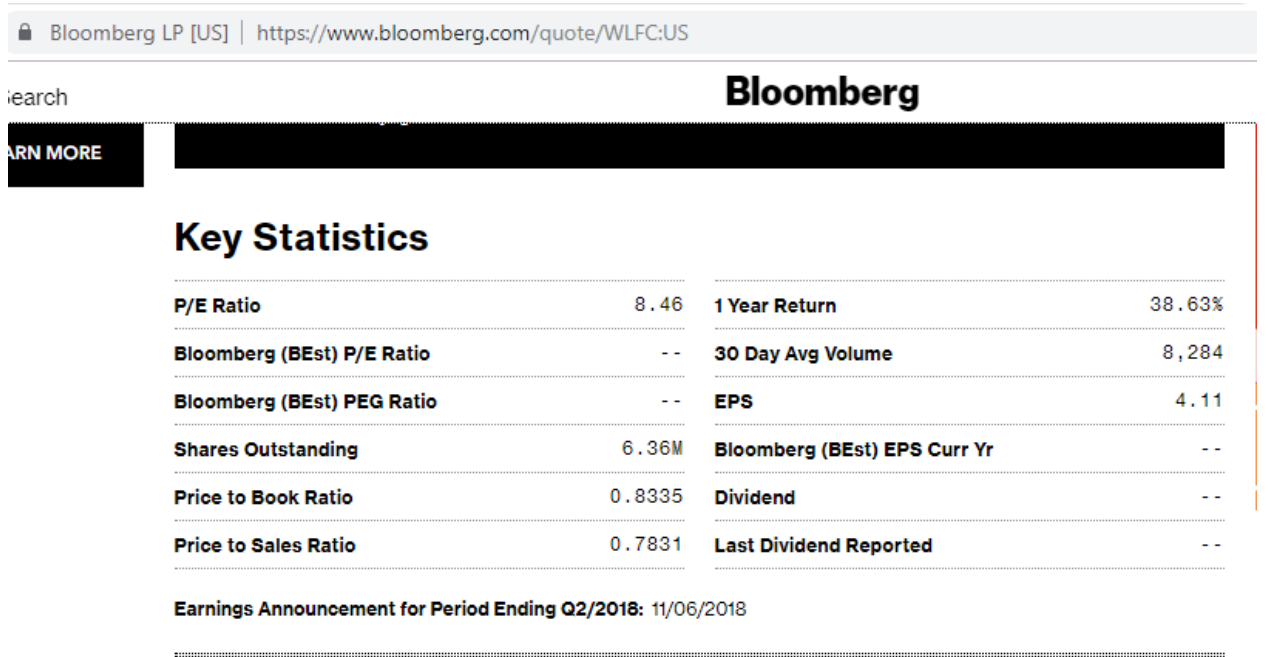 Bloomberg LP [US] | https://www.bloomberg.com/quote/WLFC:US
earch
Bloomberg
ARN MORE
Key Statistics
P/E Ratio 8.46 1 Year Return 38.63%
Bloomberg (BEst) P/E Ratio -- 30 Day Avg Volume 8,284
Bloomberg (BEst) PEG Ratio -- EPS 4.11
Shares Outstanding 6.36M Bloomberg (BEst) EPS Curr Yr --
Price to Book Ratio 0.8335 Dividend --
Price to Sales Ratio 0.7831 Last Dividend Reported --
Earnings Announcement for Period Ending Q2/2018: 11/06/2018